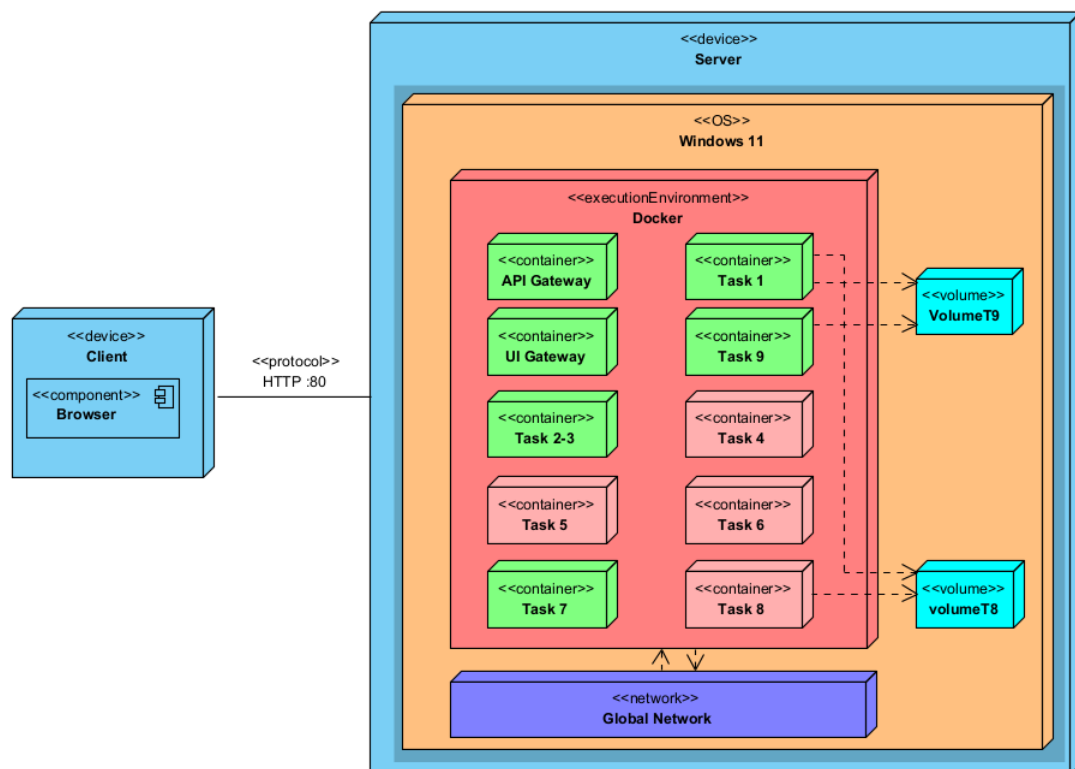 <<device>>
Server
<<OS>>
Windows 11
<<executionEnvironment>>
Docker
<<container>>
API Gateway
<<container>>
Task 1
<<container>>
UI Gateway
<<container>>
Task 9
<<container>>
Task 2-3
<<container>>
Task 4
<<container>>
Task 5
<<container>>
Task 6
<<container>>
Task 7
<<container>>
Task 8
<<volume>>
VolumeT9
<<volume>>
volumeT8
<<network>>
Global Network
<<device>>
Client
<<component>>
Browser
<<protocol>>
HTTP :80